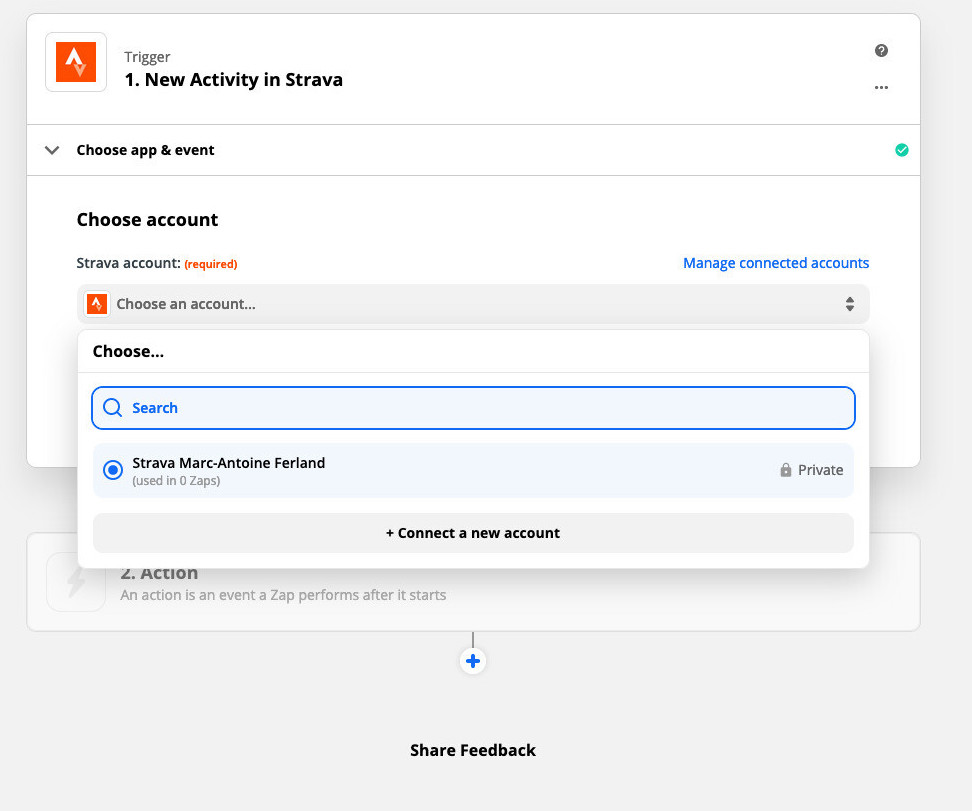 Trigger
1. New Activity in Strava
Choose app & event
Choose account
Strava account: (required)
Manage connected accounts
Choose an account...
Choose...
Search
Strava Marc-Antoine Ferland
(used in 0 Zaps)
Private
+ Connect a new account
2. Action
An action is an event a Zap performs after it starts
Share Feedback